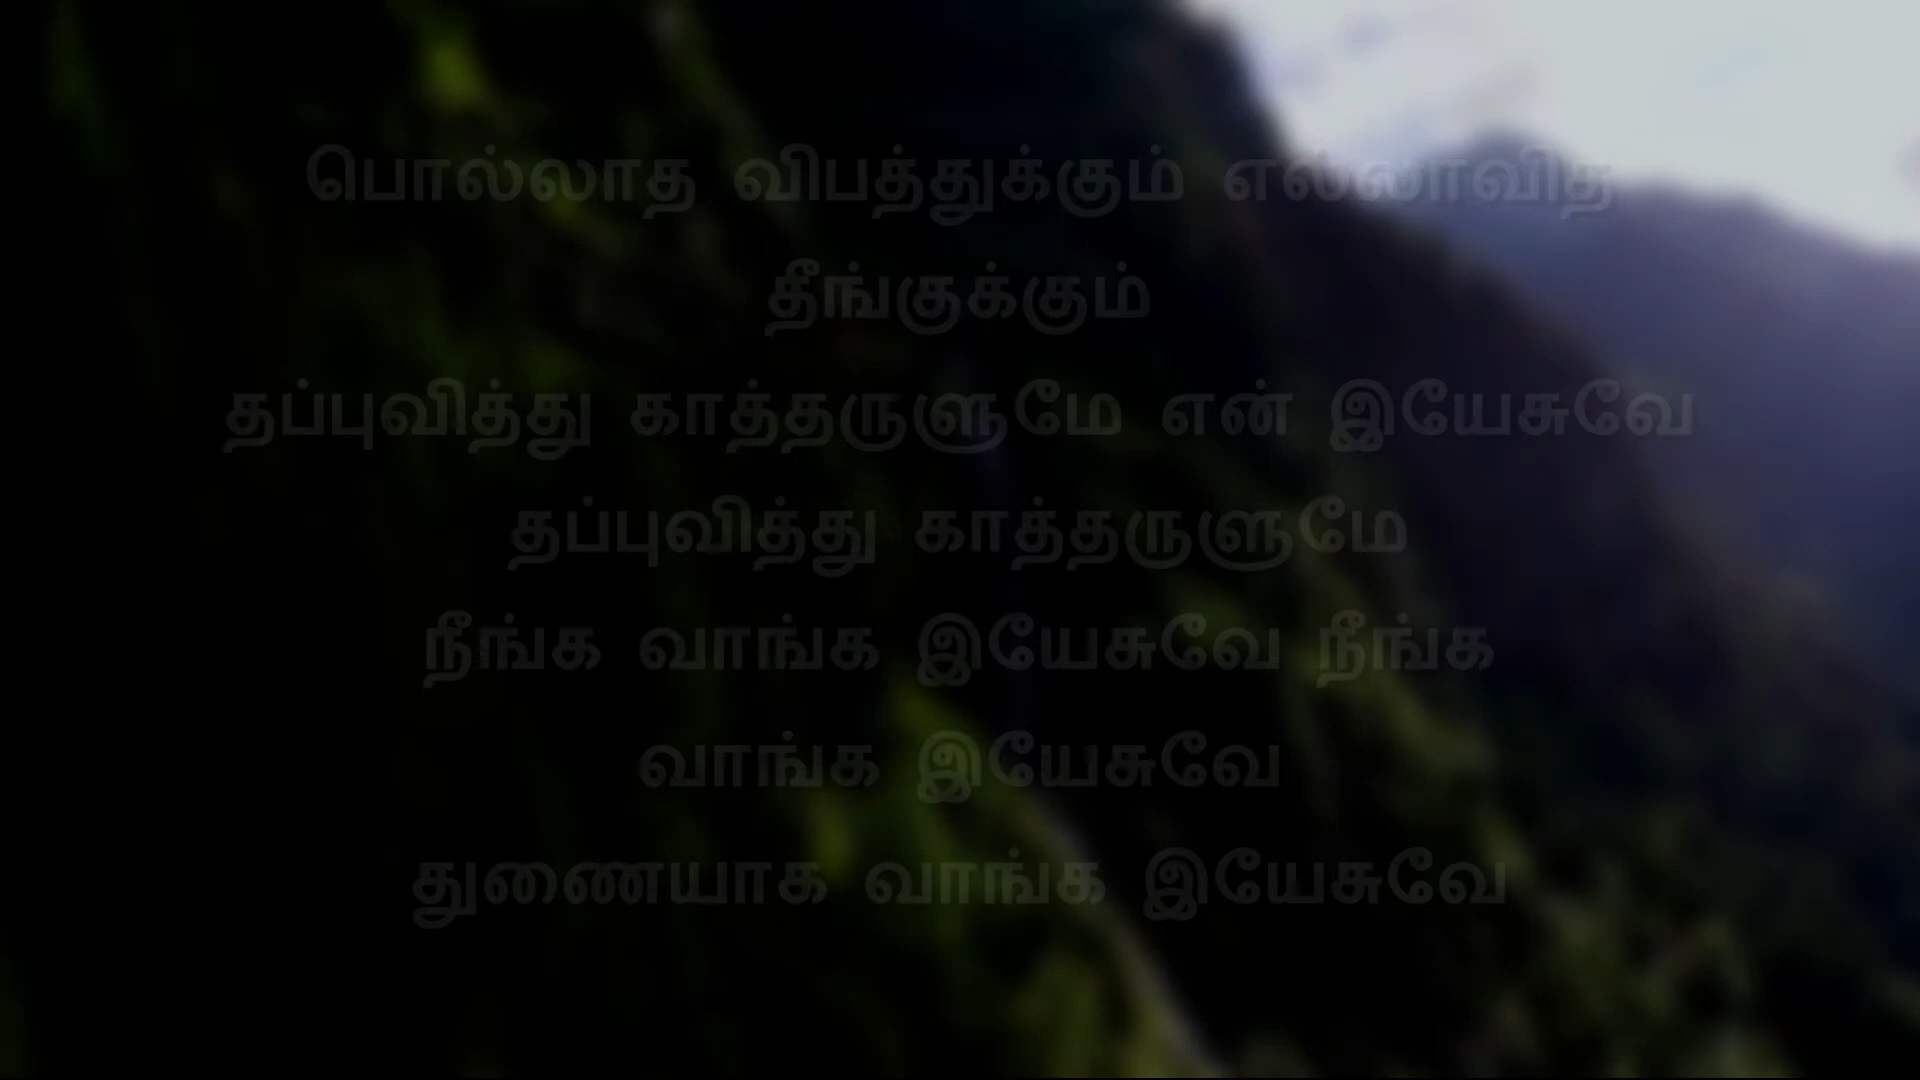 பொல்லாத விபத்துக்கும் எல்லாவித
தீங்குக்கும்
தப்புவித்து காத்தருளுமே என் இயேசுவே
தப்புவித்து காத்தருளுமே
நீங்க வாங்க இயேசுவே நீங்க
வாங்க இயேசுவே
துணையாக வாங்க இயேசுவே